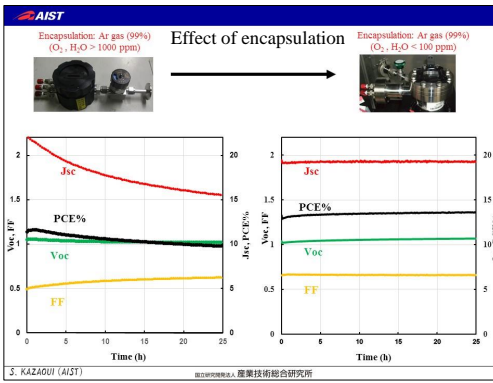 AIST
Effect of encapsulation
Encapsulation: Ar gas (99%)
(O₂ , H₂O > 1000 ppm)
Encapsulation: Ar gas (99%)
(O₂ , H₂O < 100 ppm)
Voc, FF
2
1.5
1
0.5
0
Jsc
PCE%
Voc
FF
20
15
10
5
0
Jsc, PCE%
0 5 10 15 20 25
Time (h)
Voc, FF
2
1.5
1
0.5
0
Jsc
PCE%
Voc
FF
20
15
10
5
0
0 5 10 15 20 25
Time (h)
S. KAZAOUI (AIST)
国立研究開発法人 産業技術総合研究所